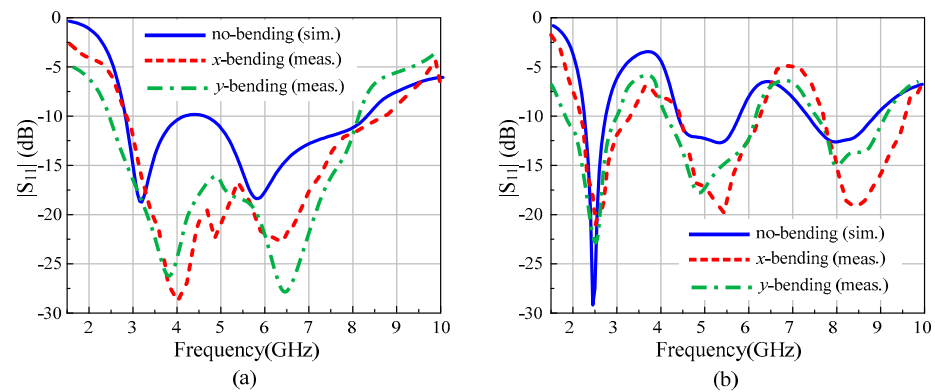 0
-5
-10
-15
-20
-25
-30
|S11| (dB)
no-bending (sim.)
x-bending (meas.)
y-bending (meas.)
2 3 4 5 6 7 8 9 10
Frequency(GHz)
(a)
0
-5
-10
-15
-20
-25
-30
|S11| (dB)
no-bending (sim.)
x-bending (meas.)
y-bending (meas.)
2 3 4 5 6 7 8 9 10
Frequency(GHz)
(b)